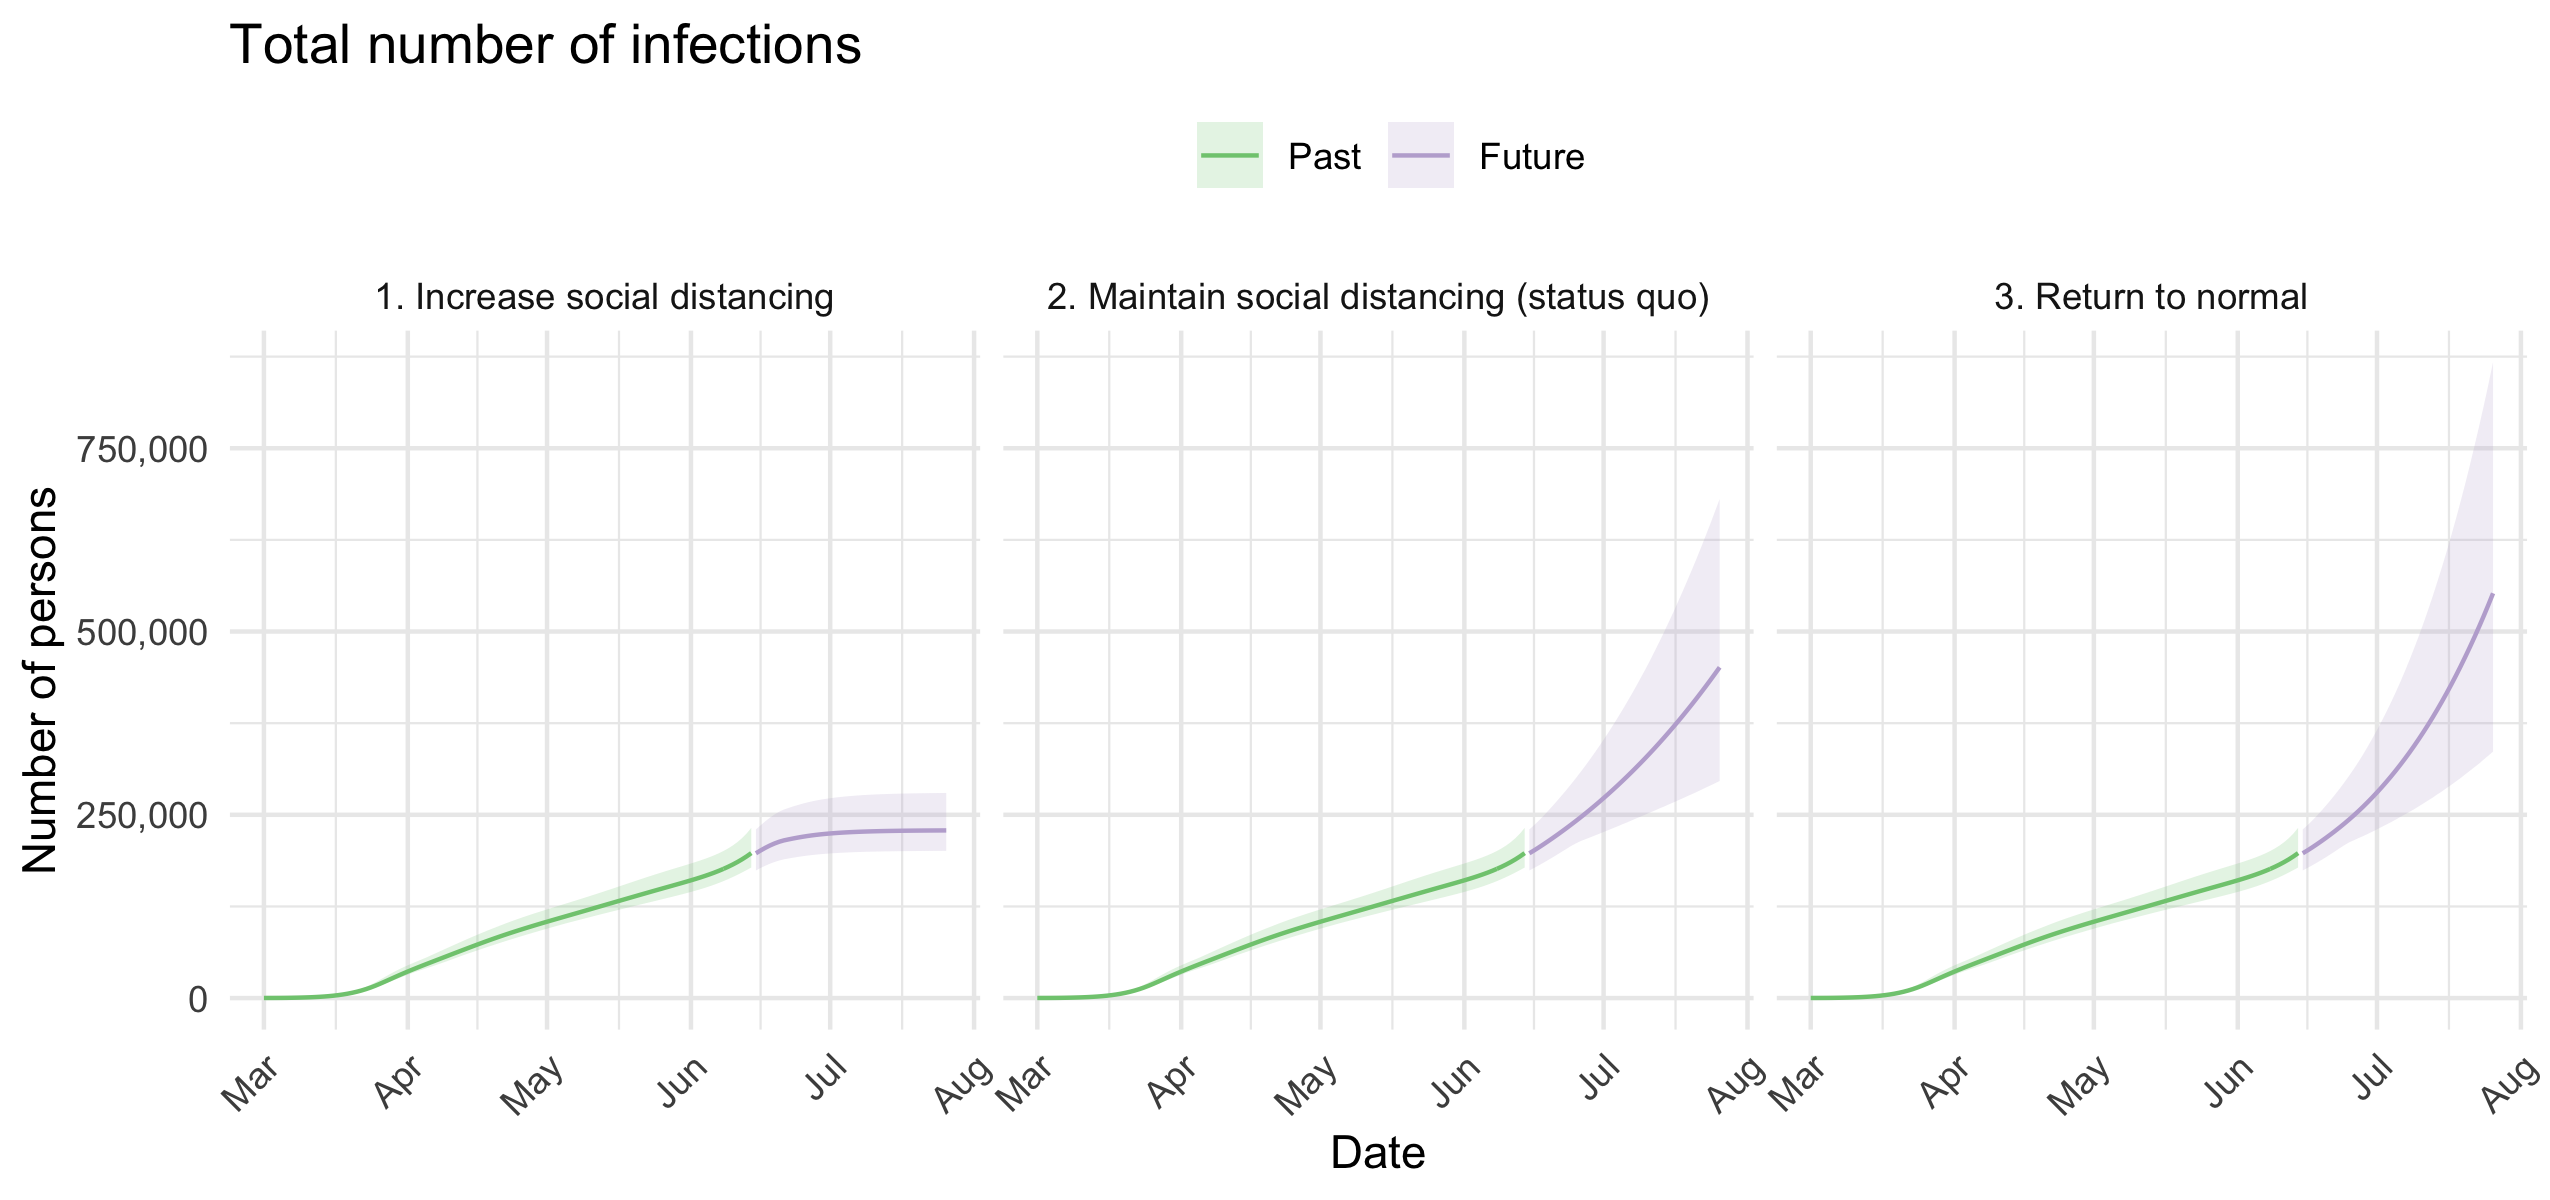 Total number of infections
Past Future
1. Increase social distancing
2. Maintain social distancing (status quo)
3. Return to normal
Number of persons
750,000
500,000
250,000
0
Mar Apr May Jun Jul Aug
Mar Apr May Jun Jul Aug
Mar Apr May Jun Jul Aug
Date